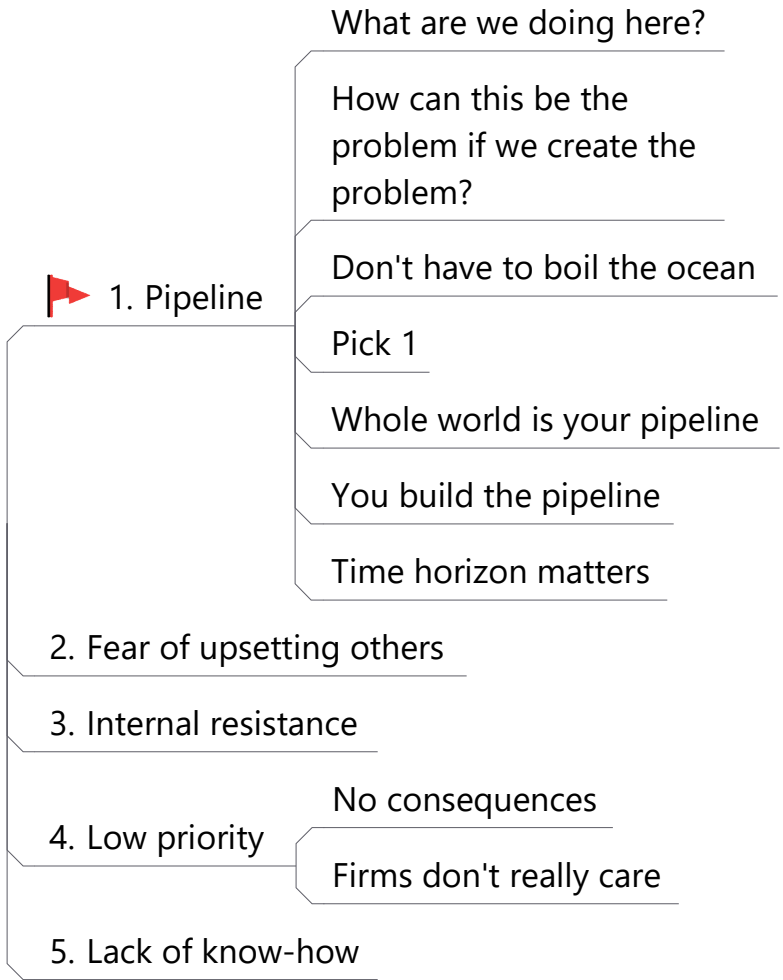 What are we doing here?
How can this be the
problem if we create the
problem?
Don't have to boil the ocean
1. Pipeline
Pick 1
Whole world is your pipeline
You build the pipeline
Time horizon matters
2. Fear of upsetting others
3. Internal resistance
No consequences
4. Low priority
Firms don't really care
5. Lack of know-how